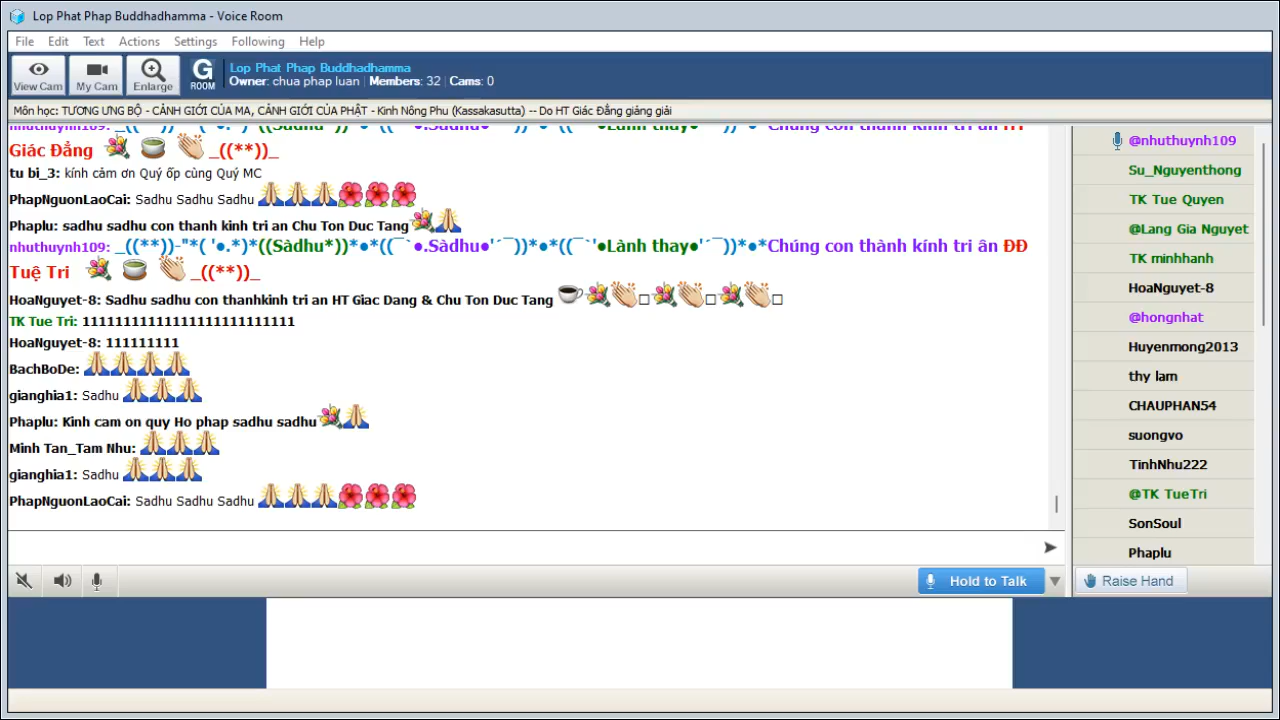 Lop Phat Phap Buddhadhamma - Voice Room
File Edit Text Actions Settings Following Help
View Cam My Cam Enlarge G ROOM
Lop Phat Phap Buddhadhamma
Owner: chua phap luan | Members: 32 Cams: 0
Môn học: TƯƠNG ƯNG BỘ - CẢNH GIỚI CỦA MA, CẢNH GIỚI CỦA PHẬT - Kinh Nông Phu (Kassakasutta) -- Do HT Giác Đẳng giảng giải
Giác Đẳng _((**))_
tu bi_3: kính cảm ơn Quý ốp cùng Quý MC
PhapNguonLaoCai: Sadhu Sadhu Sadhu
Phaplu: sadhu sadhu con thanh kinh tri an Chu Ton Duc Tang
nhuthuynh109: _((**))-"*( '●.*)*((Sàdhu*))*●*((¯`●.Sàdhu●'´¯))*●*((¯`'●Lành thay●'´¯))*●*Chúng con thành kính tri ân ĐĐ
Tuệ Tri _((**))_
HoaNguyet-8: Sadhu sadhu con thanhkinh tri an HT Giac Dang & Chu Ton Duc Tang
TK Tue Tri: 11111111111111111111111111
HoaNguyet-8: 111111111
BachBoDe:
gianghia1: Sadhu
Phaplu: Kinh cam on quy Ho phap sadhu sadhu
Minh Tan_Tam Nhu:
gianghia1: Sadhu
PhapNguonLaoCai: Sadhu Sadhu Sadhu
Hold to Talk
@nhuthuynh109
Su_Nguyenthong
TK Tue Quyen
@Lang Gia Nguyet
TK minhhanh
HoaNguyet-8
@hongnhat
Huyenmong2013
thy lam
CHAUPHAN54
suongvo
TinhNhu222
@TK TueTri
SonSoul
Phaplu
Raise Hand